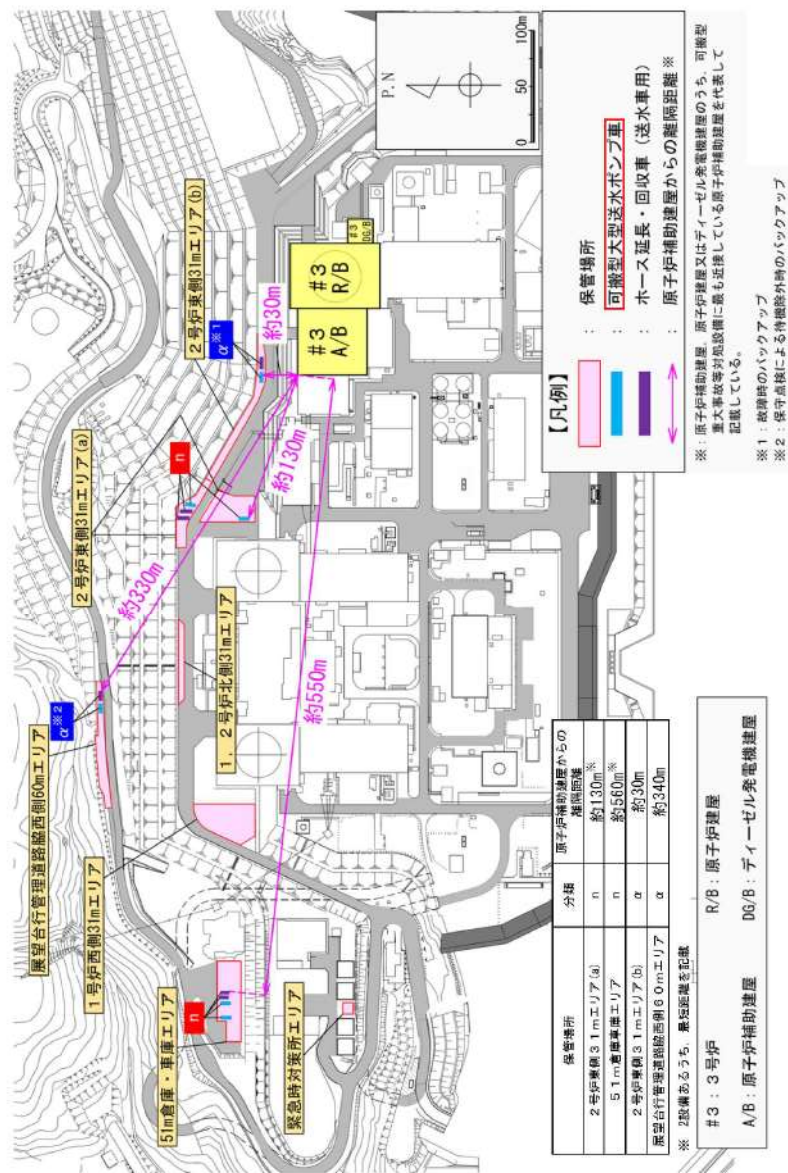 展望台行管理道路脇西側60mエリア
α※2
1号炉西側31mエリア
51m倉庫・車庫エリア
n
緊急時対策所エリア
1,2号炉北側31mエリア
2号炉東側31mエリア(a)
n
2号炉東側31mエリア(b)
α※1
約330m
約130m
約30m
約550m
#3
A/B
#3
R/B
#3
DG/B
P.N
0 50 100m
【凡例】
: 保管場所
: 可搬型大型送水ポンプ車
: ホース延長・回収車(送水車用)
: 原子炉補助建屋からの離隔距離※
※:原子炉補助建屋、原子炉建屋又はディーゼル発電機建屋のうち、可搬型
重大事故等対処設備に最も近接している原子炉補助建屋を代表して
記載している。
※1:故障時のバックアップ
※2:保守点検による待機除外時のバックアップ
保管場所 分類 原子炉補助建屋からの
離隔距離
2号炉東側31mエリア(a) n 約130m※
51m倉庫車庫エリア n 約560m※
2号炉東側31mエリア(b) α 約30m
展望台行管理道路脇西側60mエリア α 約340m
※ 2設備あるうち、最短距離を記載
#3:3号炉 R/B:原子炉建屋
A/B:原子炉補助建屋 DG/B:ディーゼル発電機建屋